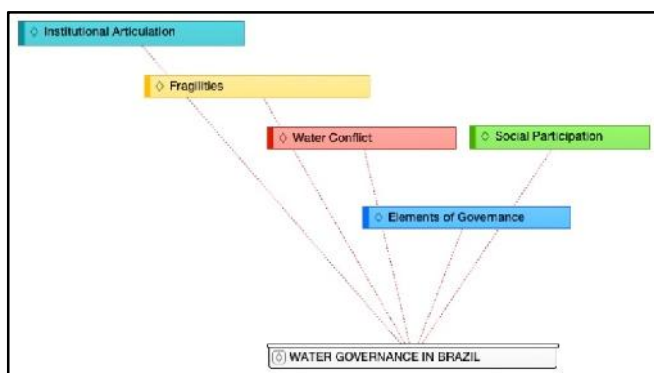 Institutional Articulation
Fragilities
Water Conflict
Social Participation
Elements of Governance
WATER GOVERNANCE IN BRAZIL